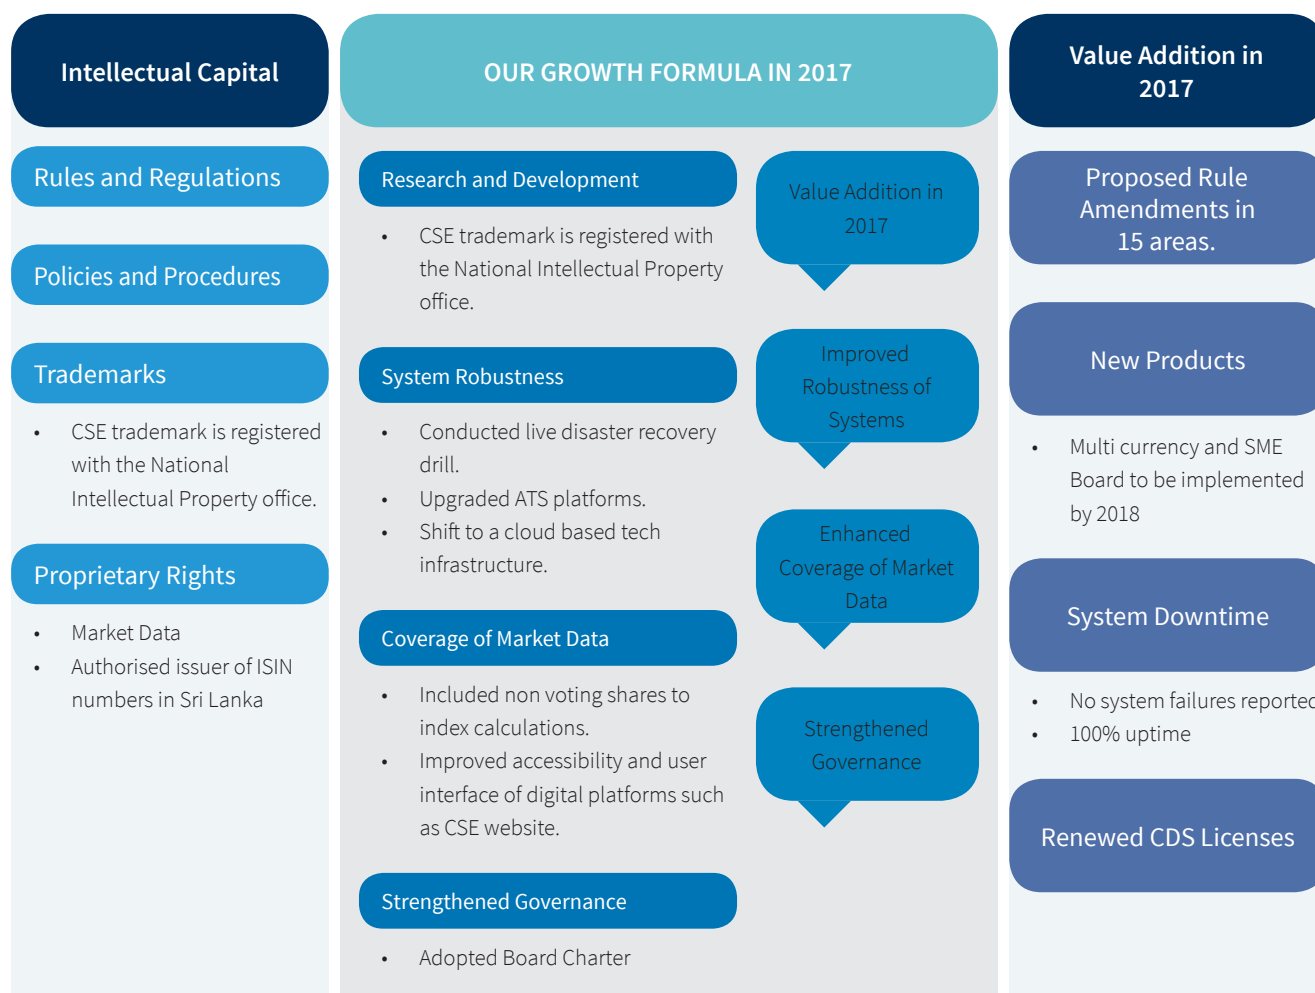 Intellectual Capital
Rules and Regulations
Policies and Procedures
Trademarks
• CSE trademark is registered
with the National
Intellectual Property office.
Proprietary Rights
• Market Data
• Authorised issuer of ISIN
numbers in Sri Lanka
OUR GROWTH FORMULA IN 2017
Research and Development
• CSE trademark is registered with
the National Intellectual Property
office.
System Robustness
• Conducted live disaster recovery
drill.
• Upgraded ATS platforms.
• Shift to a cloud based tech
infrastructure.
Coverage of Market Data
• Included non voting shares to
index calculations.
• Improved accessibility and user
interface of digital platforms such
as CSE website.
Strengthened Governance
• Adopted Board Charter
Value Addition in
2017
Improved
Robustness of
Systems
Enhanced
Coverage of Market
Data
Strengthened
Governance
Value Addition in
2017
Proposed Rule
Amendments in
15 areas.
New Products
• Multi currency and SME
Board to be implemented
by 2018
System Downtime
• No system failures reported
• 100% uptime
Renewed CDS Licenses